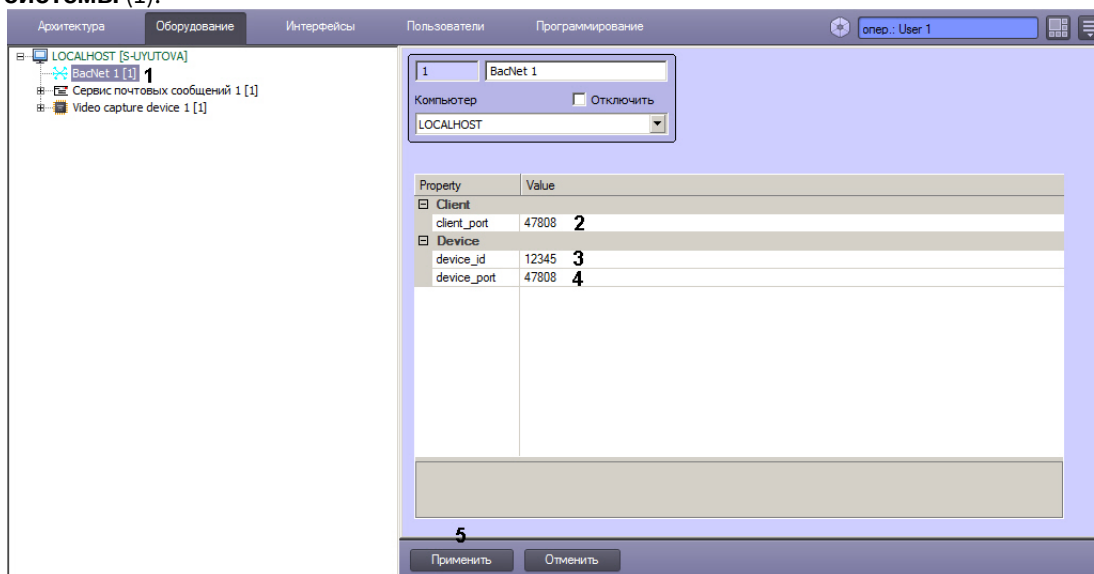 системы (1).
Архитектура Оборудование Интерфейсы Пользователи Программирование опер.: User 1
LOCALHOST [S-UYUTOVA]
BacNet 1 [1] 1
Сервис почтовых сообщений 1 [1]
Video capture device 1 [1]
1 BacNet 1
Компьютер Отключить
LOCALHOST
Property Value
Client
client_port 47808 2
Device
device_id 12345 3
device_port 47808 4
5
Применить Отменить